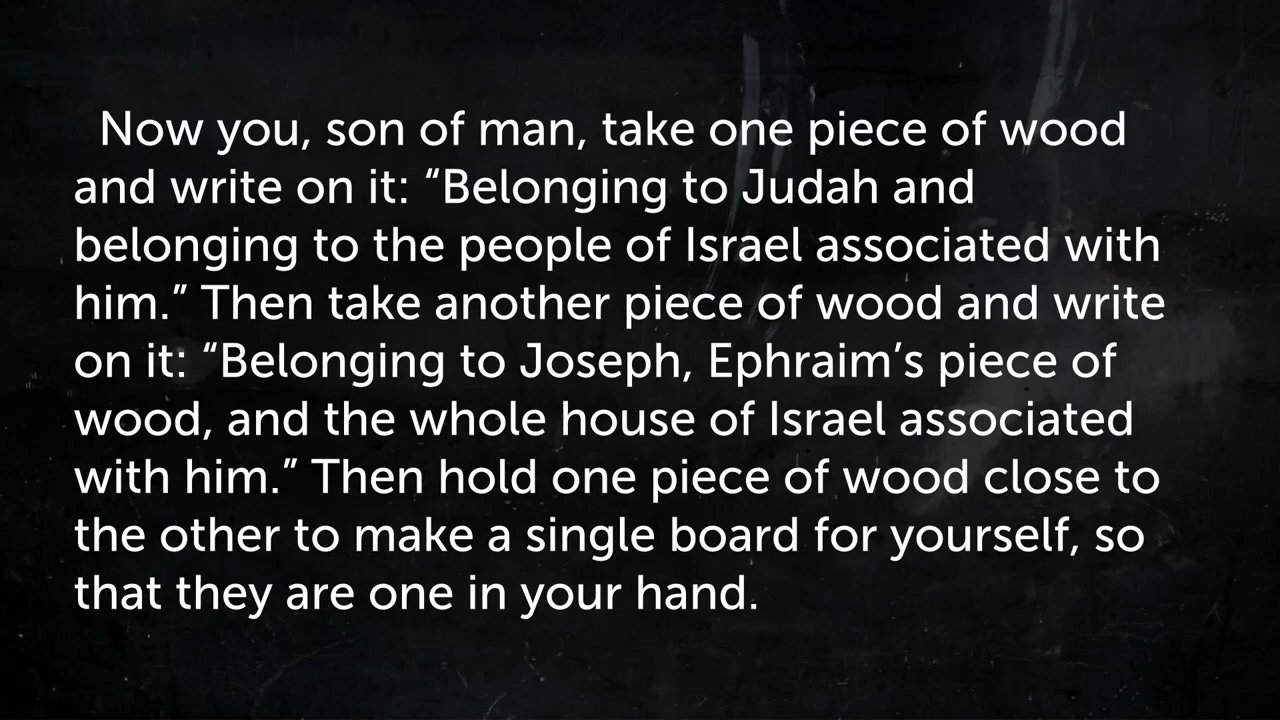 Now you, son of man, take one piece of wood
and write on it: “Belonging to Judah and
belonging to the people of Israel associated with
him.” Then take another piece of wood and write
on it: “Belonging to Joseph, Ephraim’s piece of
wood, and the whole house of Israel associated
with him.” Then hold one piece of wood close to
the other to make a single board for yourself, so
that they are one in your hand.